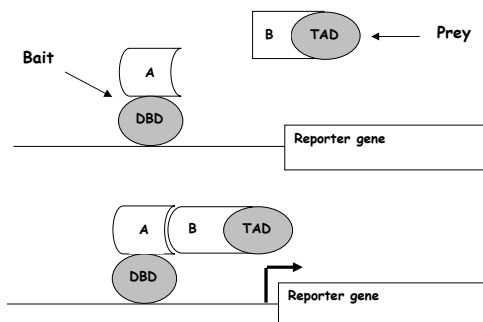 B TAD Prey
Bait
A
DBD
Reporter gene
A B TAD
DBD
Reporter gene